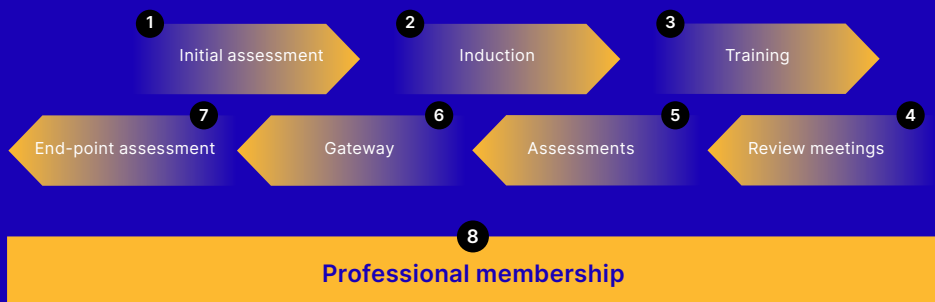 1
Initial assessment
2
Induction
3
Training
4
Review meetings
5
Assessments
6
Gateway
7
End-point assessment
8
Professional membership